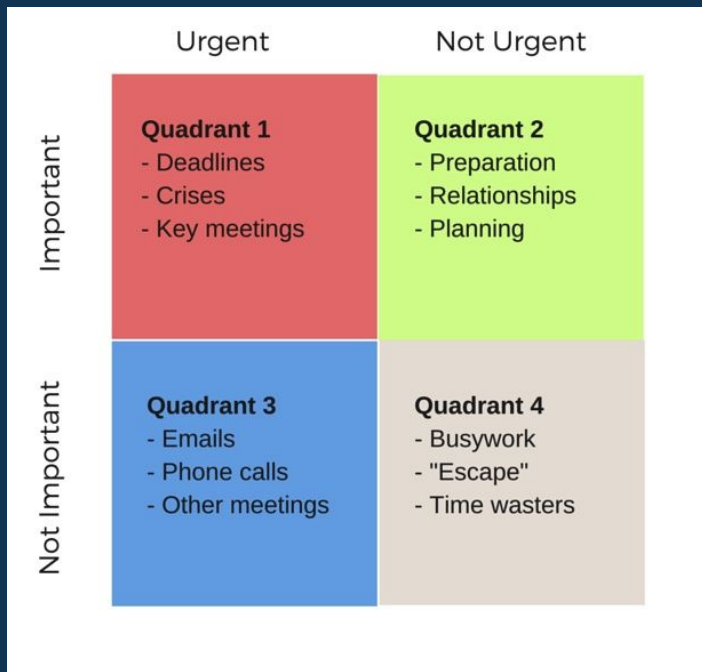 Urgent
Not Urgent
Important
Quadrant 1
- Deadlines
- Crises
- Key meetings
Quadrant 2
- Preparation
- Relationships
- Planning
Not Important
Quadrant 3
- Emails
- Phone calls
- Other meetings
Quadrant 4
- Busywork
- "Escape"
- Time wasters